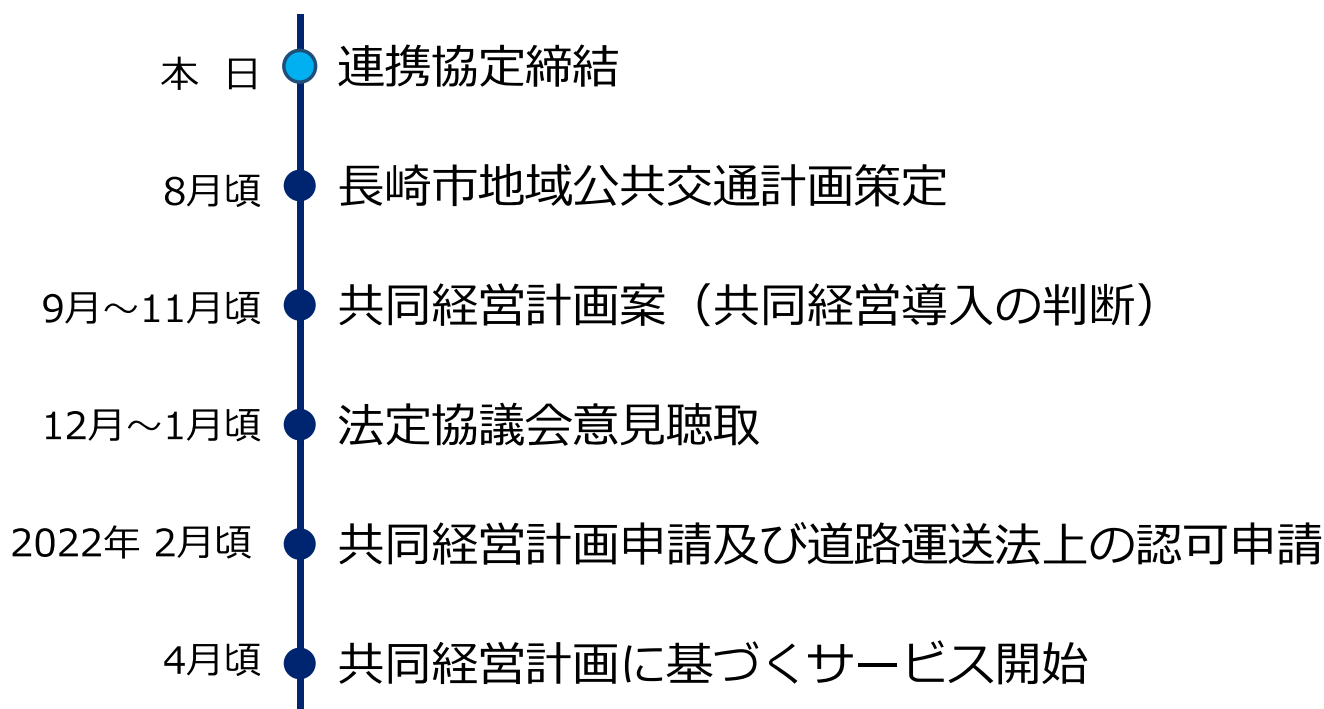 本 日 連携協定締結
8月頃 長崎市地域公共交通計画策定
9月～11月頃 共同経営計画案（共同経営導入の判断）
12月～1月頃 法定協議会意見聴取
2022年 2月頃 共同経営計画申請及び道路運送法上の認可申請
4月頃 共同経営計画に基づくサービス開始